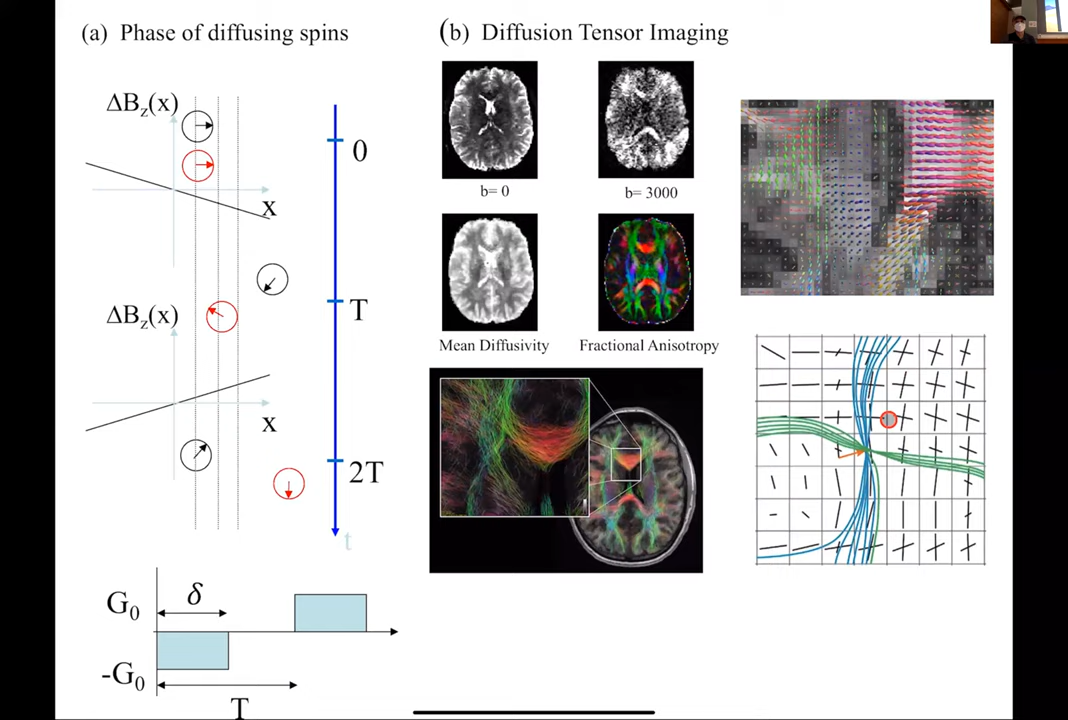 (a) Phase of diffusing spins
ΔB_z(x)
0
x
T
ΔB_z(x)
x
2T
t
G_0
δ
-G_0
T
(b) Diffusion Tensor Imaging
b= 0
b= 3000
Mean Diffusivity
Fractional Anisotropy